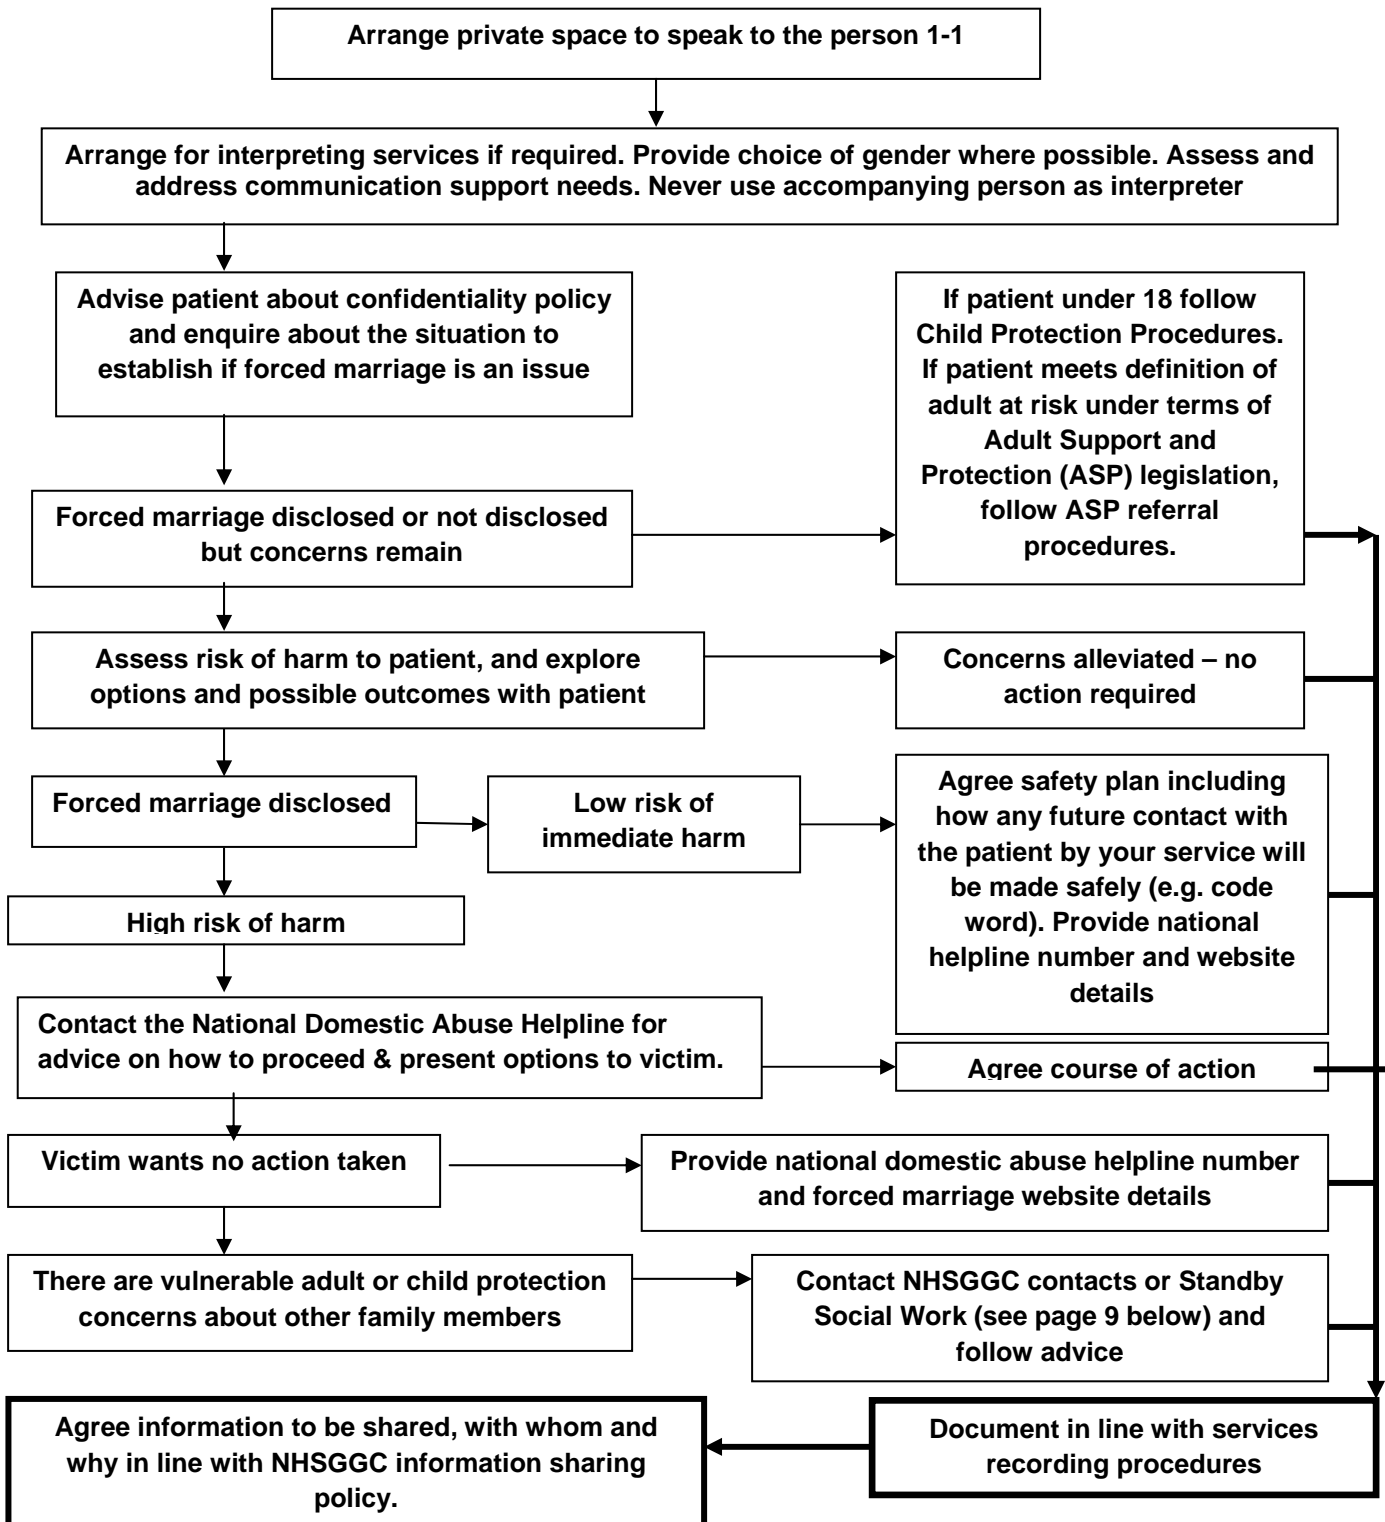 Arrange private space to speak to the person 1-1
Arrange for interpreting services if required. Provide choice of gender where possible. Assess and
address communication support needs. Never use accompanying person as interpreter
Advise patient about confidentiality policy
and enquire about the situation to
establish if forced marriage is an issue
If patient under 18 follow
Child Protection Procedures.
If patient meets definition of
adult at risk under terms of
Adult Support and
Protection (ASP) legislation,
follow ASP referral
procedures.
Forced marriage disclosed or not disclosed
but concerns remain
Assess risk of harm to patient, and explore
options and possible outcomes with patient
Concerns alleviated – no
action required
Forced marriage disclosed
Low risk of
immediate harm
Agree safety plan including
how any future contact with
the patient by your service will
be made safely (e.g. code
word). Provide national
helpline number and website
details
High risk of harm
Contact the National Domestic Abuse Helpline for
advice on how to proceed & present options to victim.
Agree course of action
Victim wants no action taken
Provide national domestic abuse helpline number
and forced marriage website details
There are vulnerable adult or child protection
concerns about other family members
Contact NHSGGC contacts or Standby
Social Work (see page 9 below) and
follow advice
Agree information to be shared, with whom and
why in line with NHSGGC information sharing
policy.
Document in line with services
recording procedures